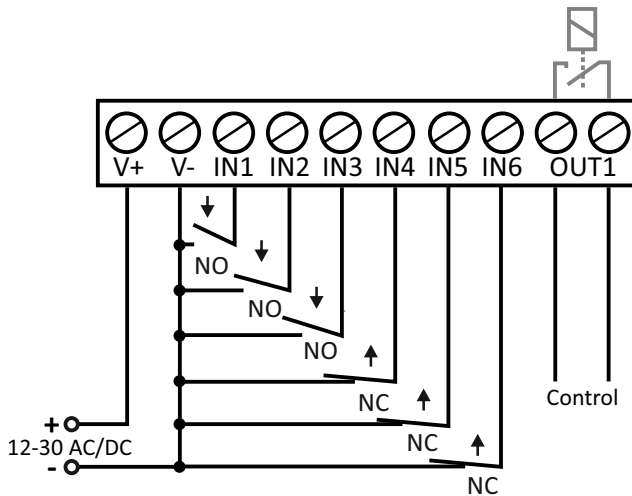 V+ V- IN1 IN2 IN3 IN4 IN5 IN6 OUT1
NO
NO
NO
NC
NC
NC
Control
+
12-30 AC/DC
-